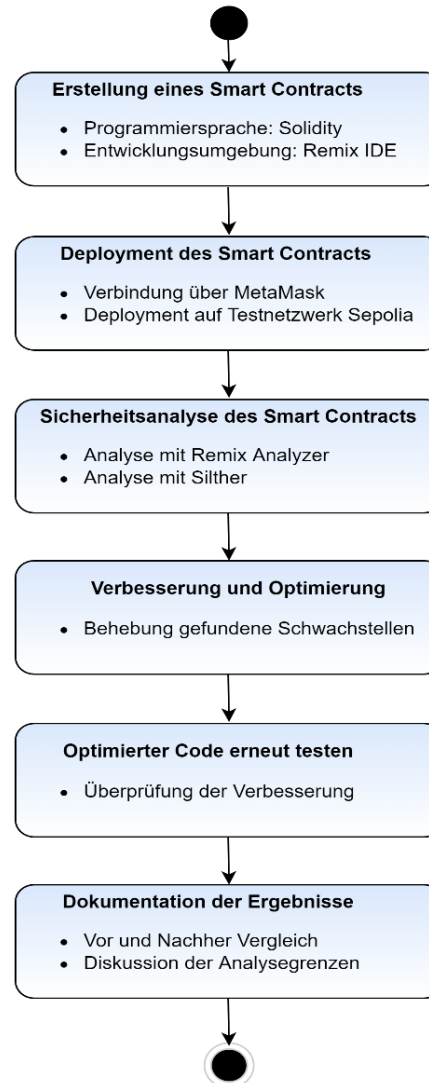 Erstellung eines Smart Contracts
• Programmiersprache: Solidity
• Entwicklungsumgebung: Remix IDE
Deployment des Smart Contracts
• Verbindung über MetaMask
• Deployment auf Testnetzwerk Sepolia
Sicherheitsanalyse des Smart Contracts
• Analyse mit Remix Analyzer
• Analyse mit Silther
Verbesserung und Optimierung
• Behebung gefundene Schwachstellen
Optimierter Code erneut testen
• Überprüfung der Verbesserung
Dokumentation der Ergebnisse
• Vor und Nachher Vergleich
• Diskussion der Analysegrenzen